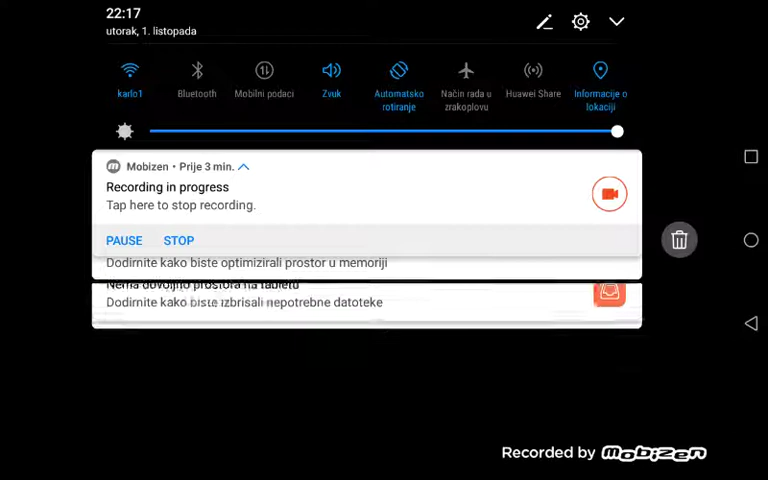 22:17
utorak, 1. listopada
karlo1
Bluetooth
Mobilni podaci
Zvuk
Automatsko rotiranje
Način rada u zrakoplovu
Huawei Share
Informacije o lokaciji
Mobizen • Prije 3 min.
Recording in progress
Tap here to stop recording.
PAUSE STOP
Dodirnite kako biste optimizirali prostor u memoriji
Nema dovoljno prostora na tabletu
Dodirnite kako biste izbrisali nepotrebne datoteke
Recorded by Mobizen